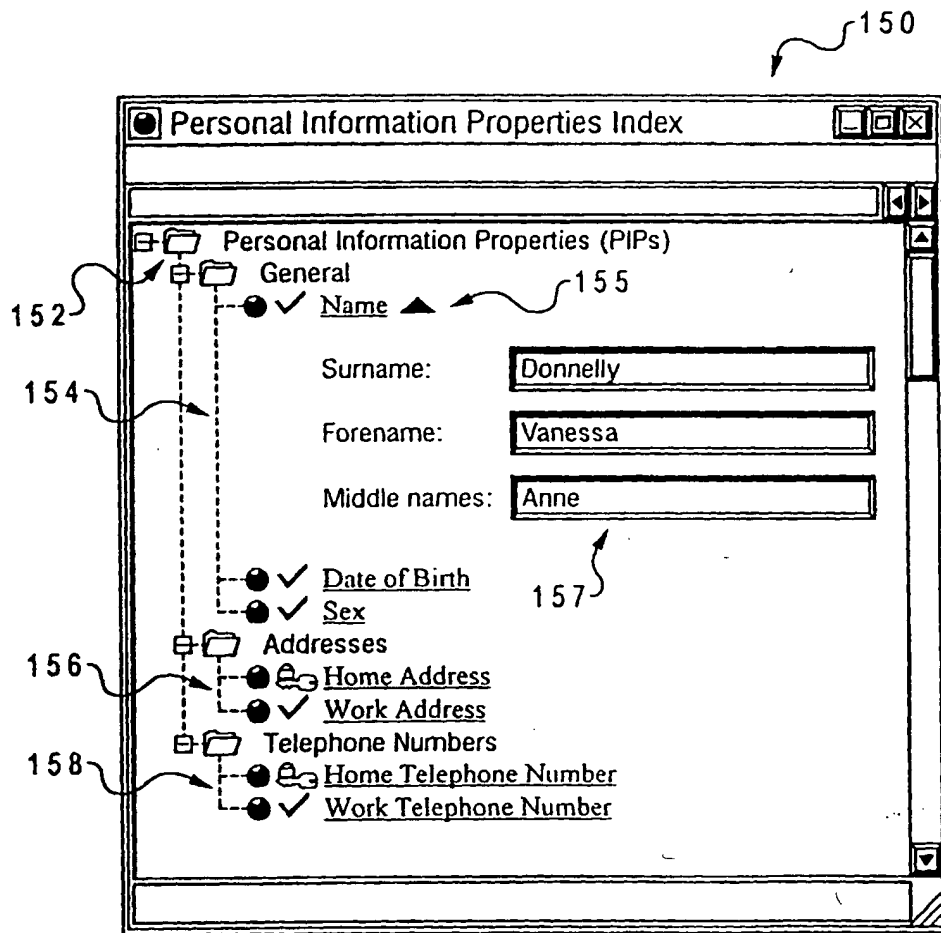 150
Personal Information Properties Index
Personal Information Properties (PIPs)
152
General
Name
155
Surname: Donnelly
154
Forename: Vanessa
Middle names: Anne
157
Date of Birth
Sex
Addresses
156
Home Address
Work Address
Telephone Numbers
158
Home Telephone Number
Work Telephone Number